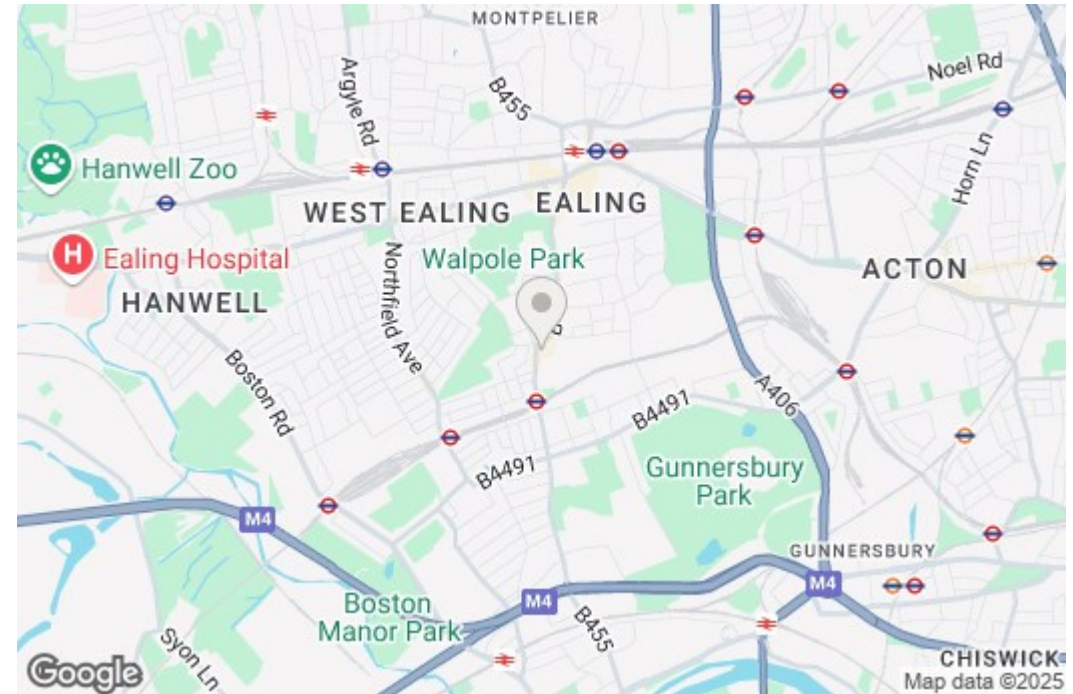 MONTPELIER
Noel Rd
Argyle Rd
B455
Horn Ln
Hanwell Zoo
WEST EALING
EALING
H
Ealing Hospital
Walpole Park
ACTON
HANWELL
Northfield Ave
Boston Rd
A406
B4491
B4491
Gunnersbury
Park
M4
GUNNERSBURY
M4
M4
Boston
Manor Park
B455
Syon Ln
CHISWICK
Google
Map data ©2025